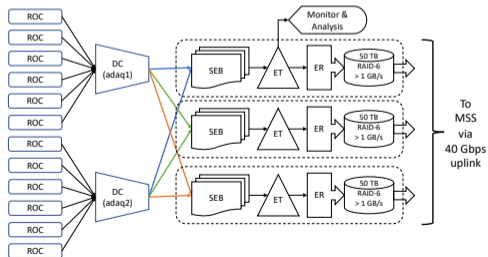 ROC
ROC
ROC
ROC
ROC
ROC
ROC
ROC
ROC
ROC
ROC
ROC
DC
(adaq1)
DC
(adaq2)
Monitor &
Analysis
SEB
ET
ER
50 TB
RAID-6
> 1 GB/s
SEB
ET
ER
50 TB
RAID-6
> 1 GB/s
SEB
ET
ER
50 TB
RAID-6
> 1 GB/s
To
MSS
via
40 Gbps
uplink